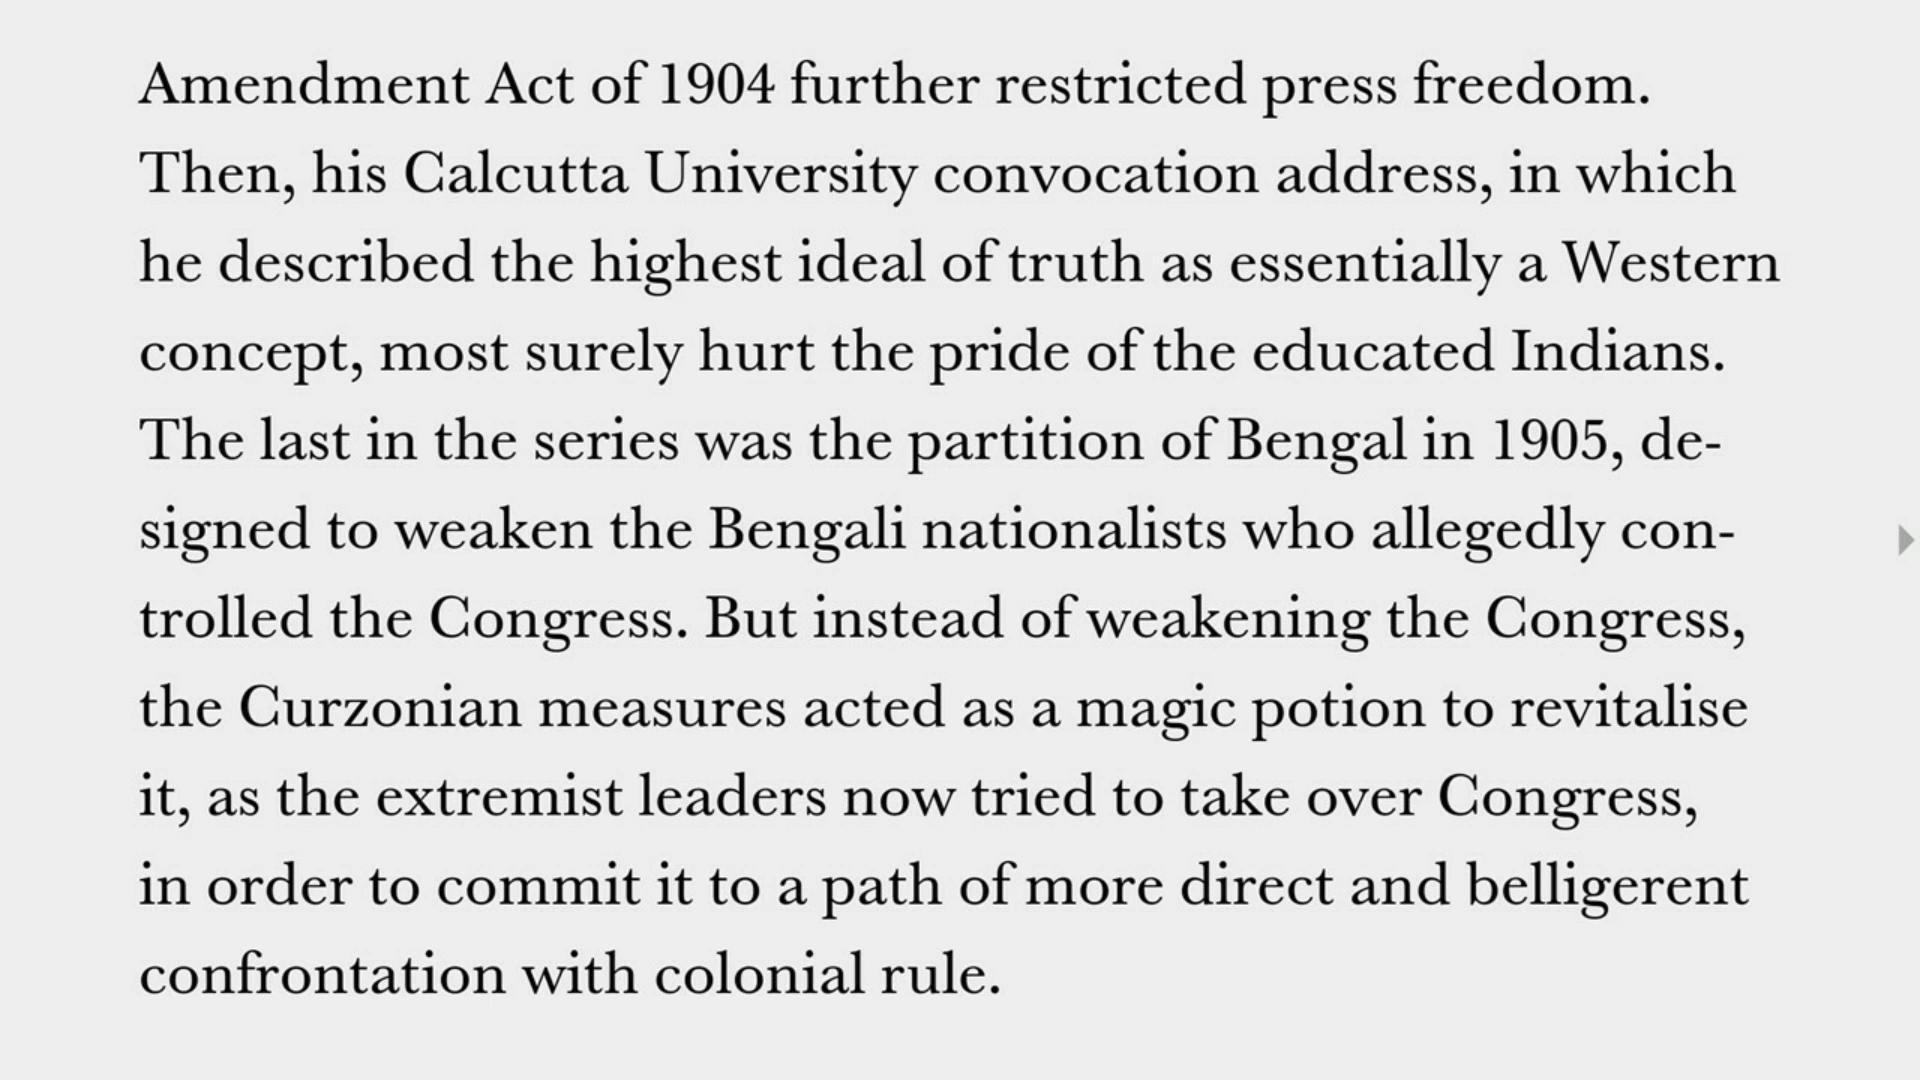 Amendment Act of 1904 further restricted press freedom.
Then, his Calcutta University convocation address, in which
he described the highest ideal of truth as essentially a Western
concept, most surely hurt the pride of the educated Indians.
The last in the series was the partition of Bengal in 1905, de-
signed to weaken the Bengali nationalists who allegedly con-
trolled the Congress. But instead of weakening the Congress,
the Curzonian measures acted as a magic potion to revitalise
it, as the extremist leaders now tried to take over Congress,
in order to commit it to a path of more direct and belligerent
confrontation with colonial rule.